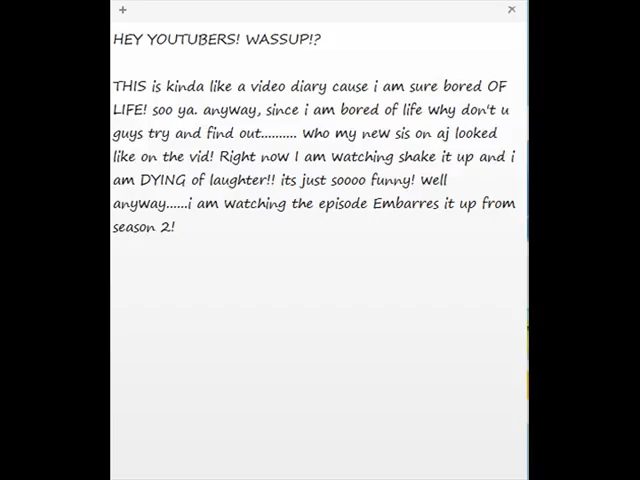 HEY YOUTUBERS! WASSUP!?
THIS is kinda like a video diary cause i am sure bored OF
LIFE! soo ya. anyway, since i am bored of life why don't u
guys try and find out.......... who my new sis on aj looked
like on the vid! Right now I am watching shake it up and i
am DYING of laughter!! its just soooo funny! well
anyway......i am watching the episode Embarres it up from
season 2!